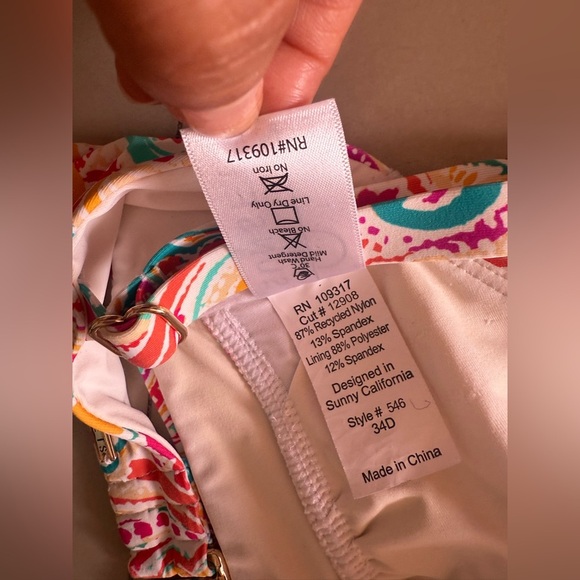 RN#109317
No Iron
Line Dry Only
No Bleach
30°C
Hand Wash
Mild Detergent
RN 109317
Cut # 12908
87% Recycled Nylon
13% Spandex
Lining 88% Polyester
12% Spandex
Designed in
Sunny California
Style # 546
34D
Made in China